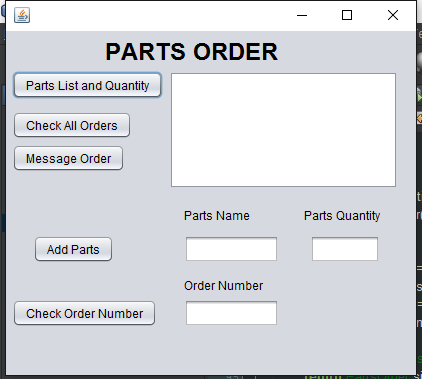 PARTS ORDER
Parts List and Quantity
Check All Orders
Message Order
Parts Name
Parts Quantity
Add Parts
Order Number
Check Order Number